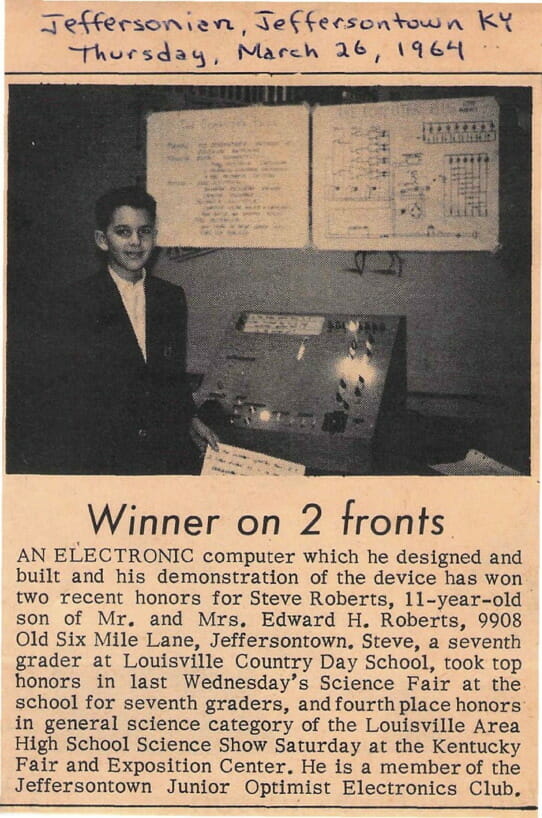 Jeffersonian, Jeffersontown KY
Thursday, March 26, 1964
Winner on 2 fronts
AN ELECTRONIC computer which he designed and
built and his demonstration of the device has won
two recent honors for Steve Roberts, 11-year-old
son of Mr. and Mrs. Edward H. Roberts, 9908
Old Six Mile Lane, Jeffersontown. Steve, a seventh
grader at Louisville Country Day School, took top
honors in last Wednesday's Science Fair at the
school for seventh graders, and fourth place honors
in general science category of the Louisville Area
High School Science Show Saturday at the Kentucky
Fair and Exposition Center. He is a member of the
Jeffersontown Junior Optimist Electronics Club.